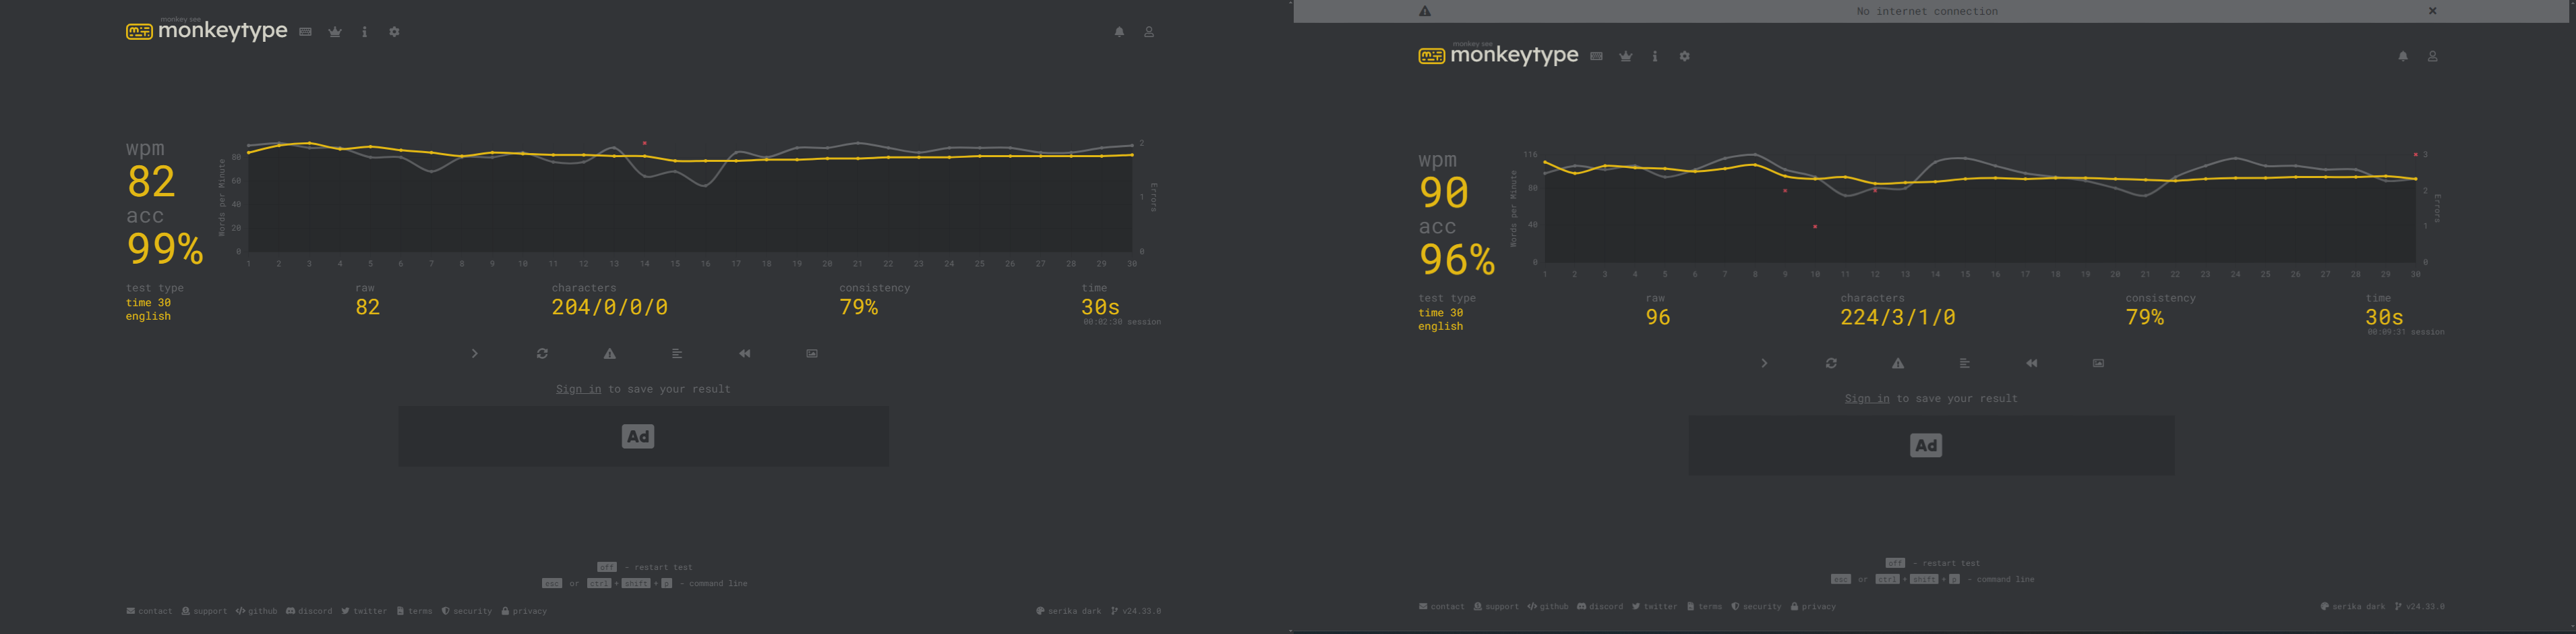 monkey see
monkeytype
wpm
82
acc
99%
Words per Minute
80
60
40
20
0
2
1
0
Errors
1 2 3 4 5 6 7 8 9 10 11 12 13 14 15 16 17 18 19 20 21 22 23 24 25 26 27 28 29 30
test type
time 30
english
raw
82
characters
204/0/0/0
consistency
79%
time
30s
00:02:30 session
Sign in to save your result
Ad
off - restart test
esc or ctrl + shift + p - command line
contact support github discord twitter terms security privacy
serika dark v24.33.0
No internet connection
monkey see
monkeytype
wpm
90
acc
96%
Words per Minute
116
80
40
0
3
2
1
0
Errors
1 2 3 4 5 6 7 8 9 10 11 12 13 14 15 16 17 18 19 20 21 22 23 24 25 26 27 28 29 30
test type
time 30
english
raw
96
characters
224/3/1/0
consistency
79%
time
30s
00:09:31 session
Sign in to save your result
Ad
off - restart test
esc or ctrl + shift + p - command line
contact support github discord twitter terms security privacy
serika dark v24.33.0